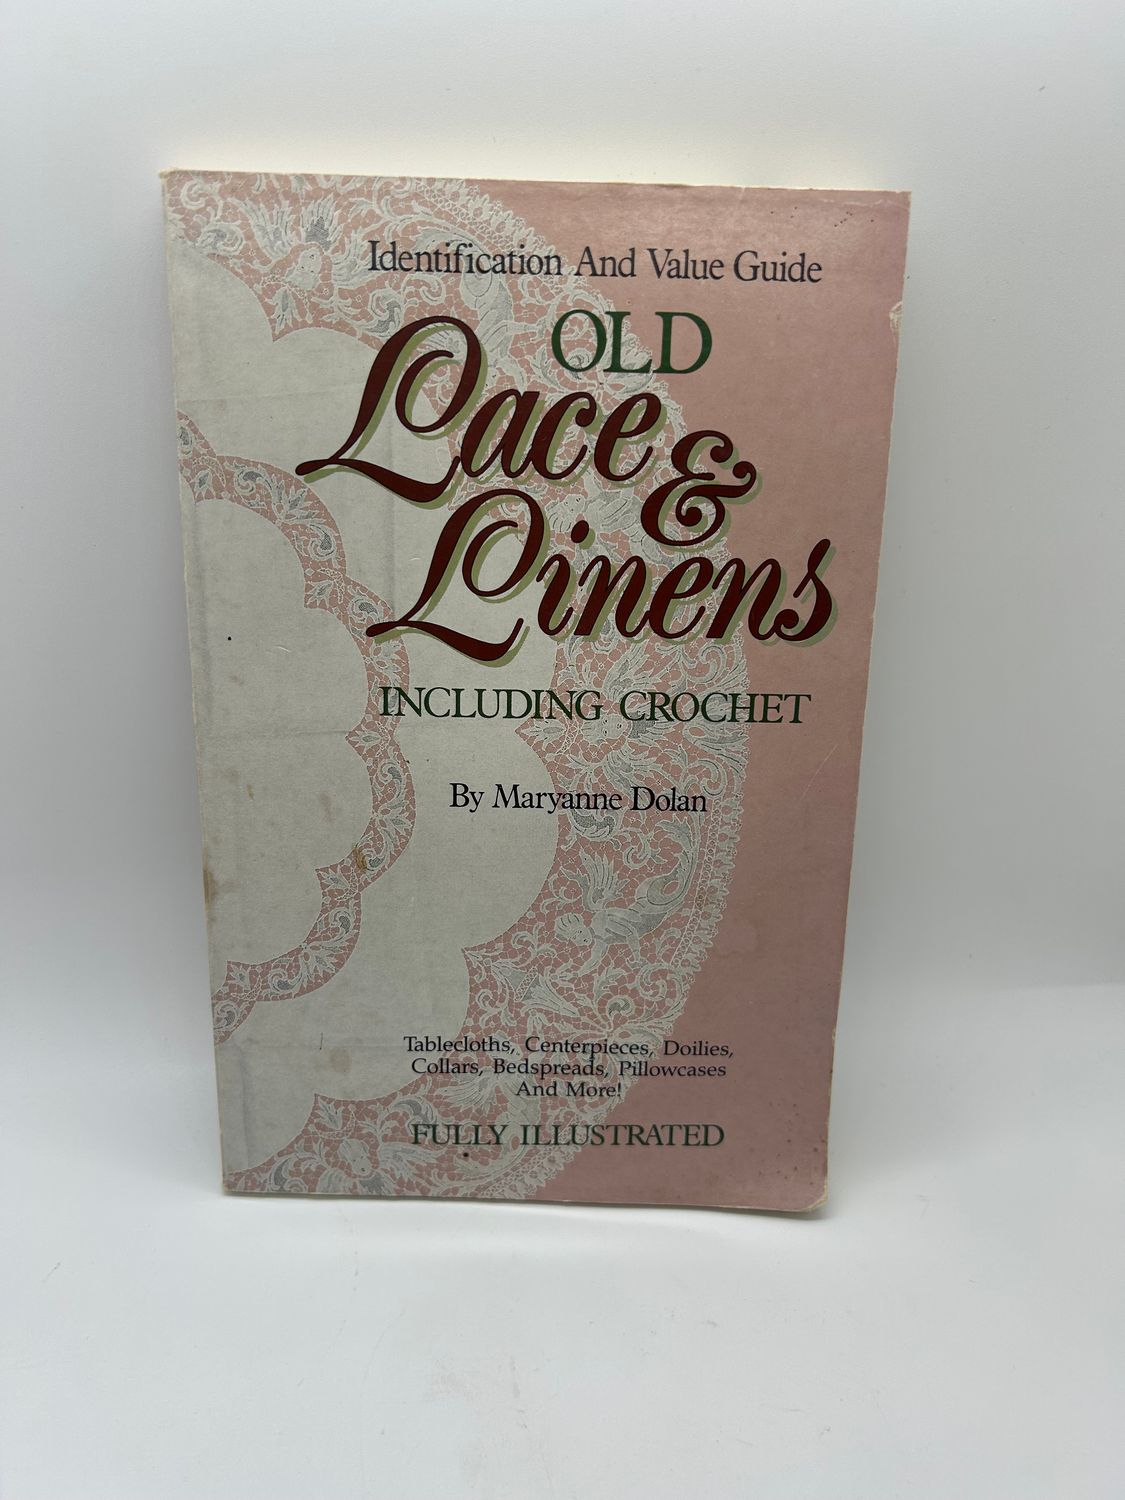 Identification And Value Guide
OLD
Lace &
Linens
INCLUDING CROCHET
By Maryanne Dolan
Tablecloths, Centerpieces, Doilies,
Collars, Bedspreads, Pillowcases
And More!
FULLY ILLUSTRATED